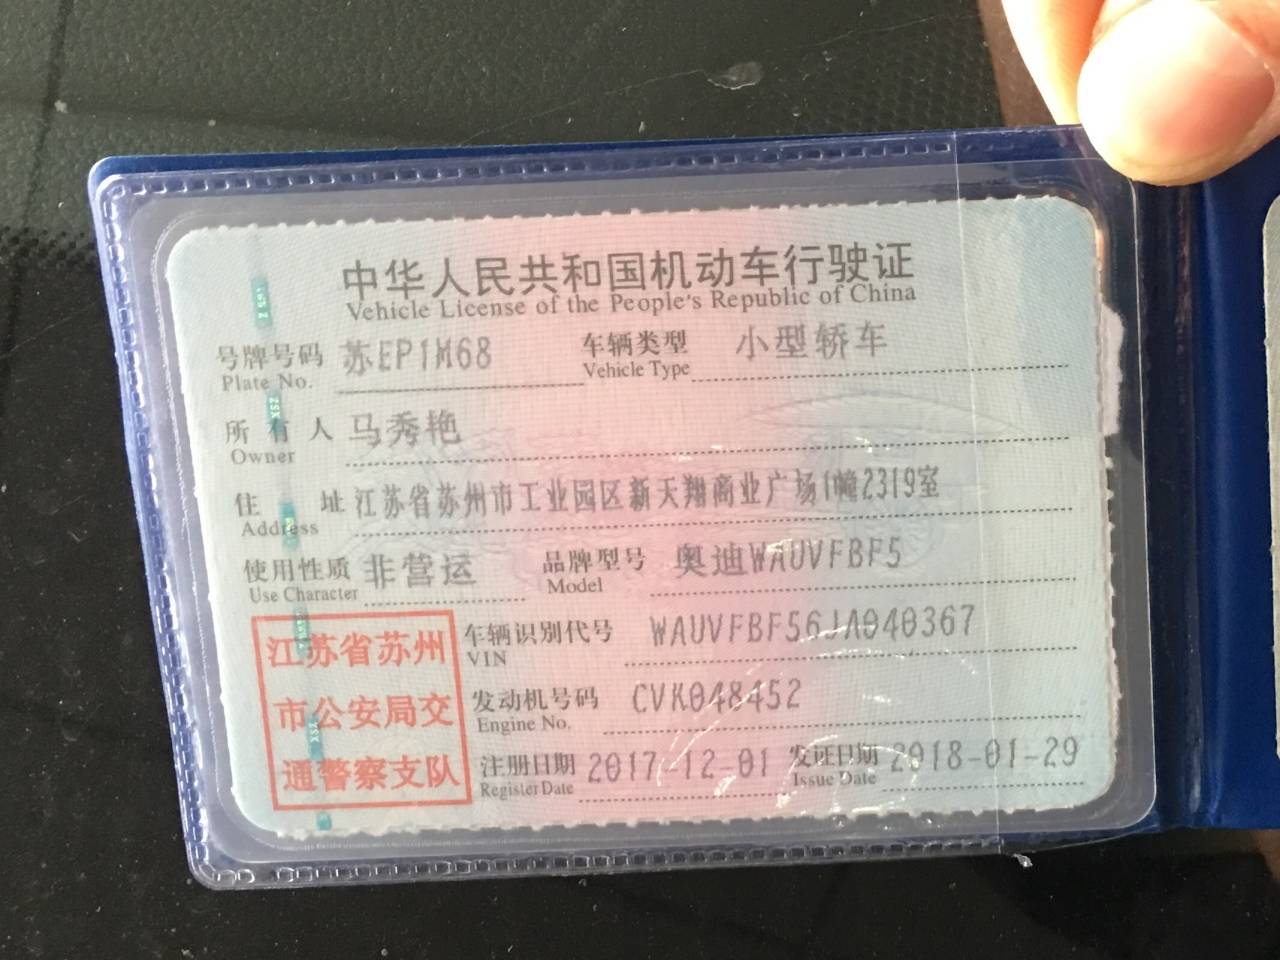 中华人民共和国机动车行驶证
Vehicle License of the People's Republic of China
号牌号码 苏EP1M68 车辆类型 小型轿车
Plate No. Vehicle Type
所有人 马秀艳
Owner
住址 江苏省苏州市工业园区新天翔商业广场1幢2319室
Address
使用性质 非营运 品牌型号 奥迪WAUVFBF5
Use Character Model
江苏省苏州
市公安局交
通警察支队
车辆识别代号 WAUVFBF56JA040367
VIN
发动机号码 CVK048452
Engine No.
注册日期 2017-12-01 发证日期 2018-01-29
Register Date Issue Date